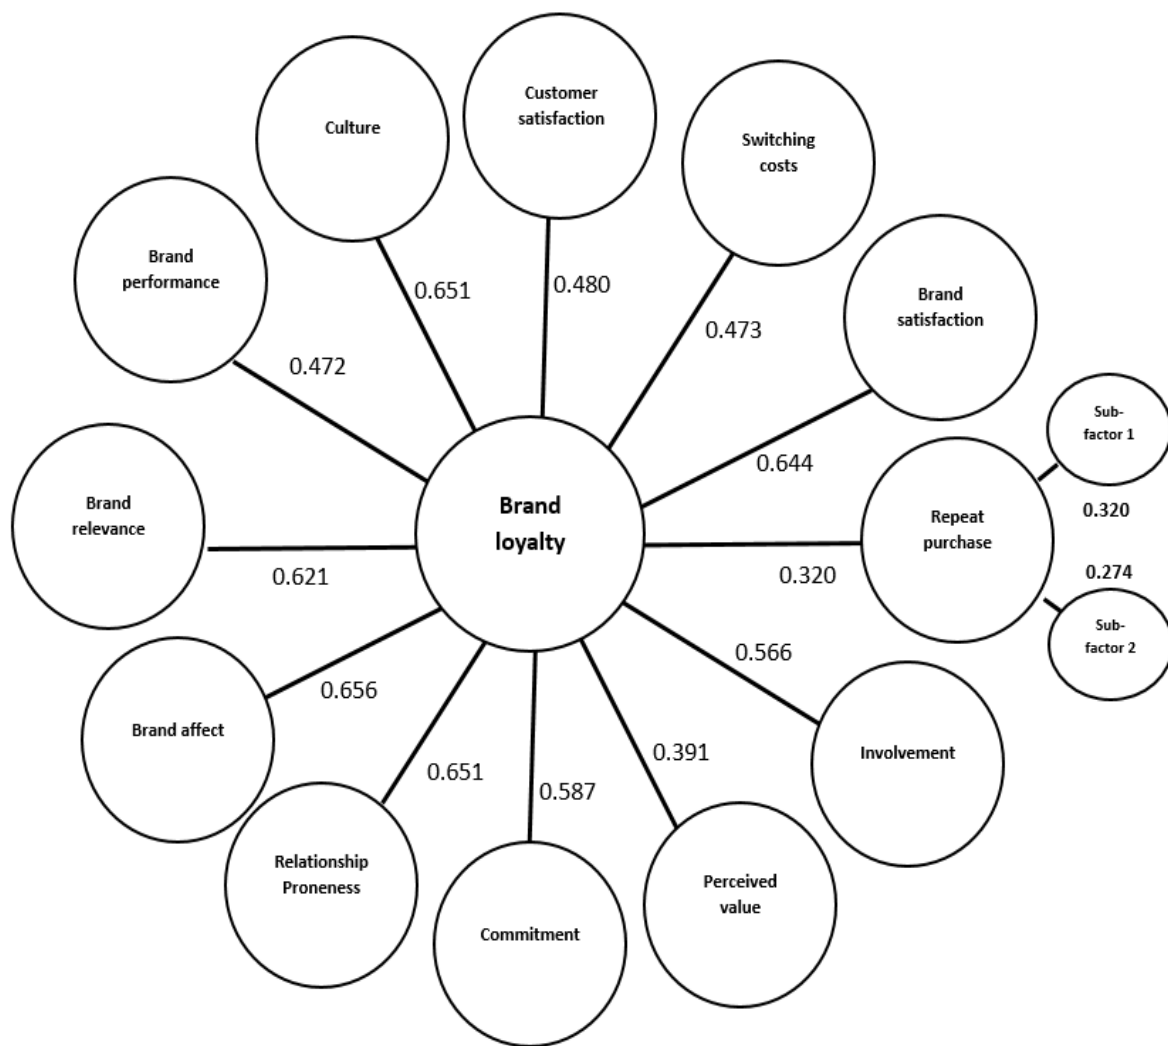 Customer
satisfaction
Culture
Switching
costs
Brand
performance
Brand
satisfaction
0.651
0.480
0.473
0.472
0.644
Sub-
factor 1
Brand
relevance
Brand
loyalty
Repeat
purchase
0.320
0.274
0.621
0.320
Sub-
factor 2
0.566
0.656
0.391
0.651
0.587
Brand affect
Involvement
Relationship
Proneness
Commitment
Perceived
value